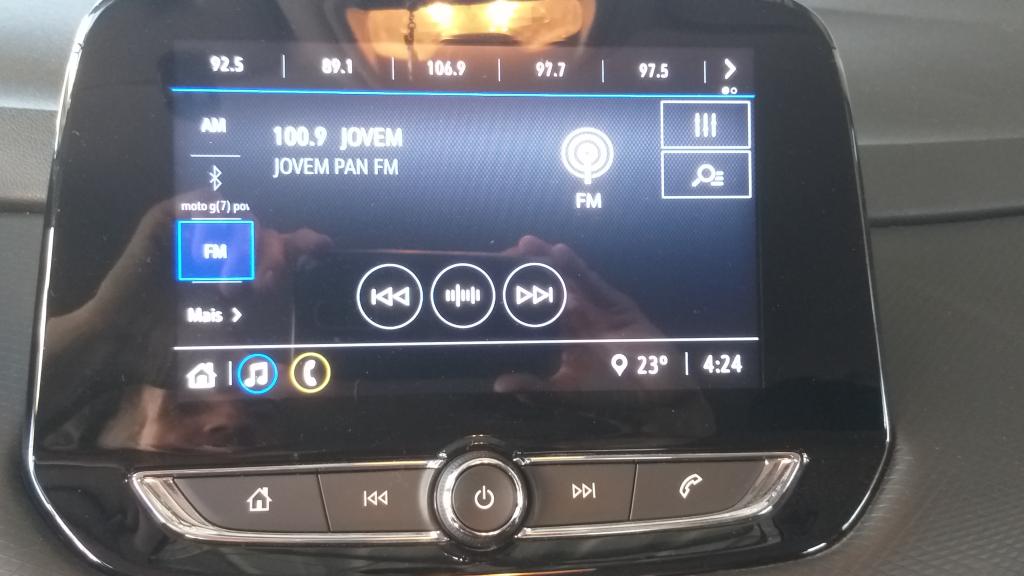 92.5 89.1 106.9 97.7 97.5
AM
100.9 JOVEM
JOVEM PAN FM
FM
moto g(7) pov
FM
Mais
23° 4:24